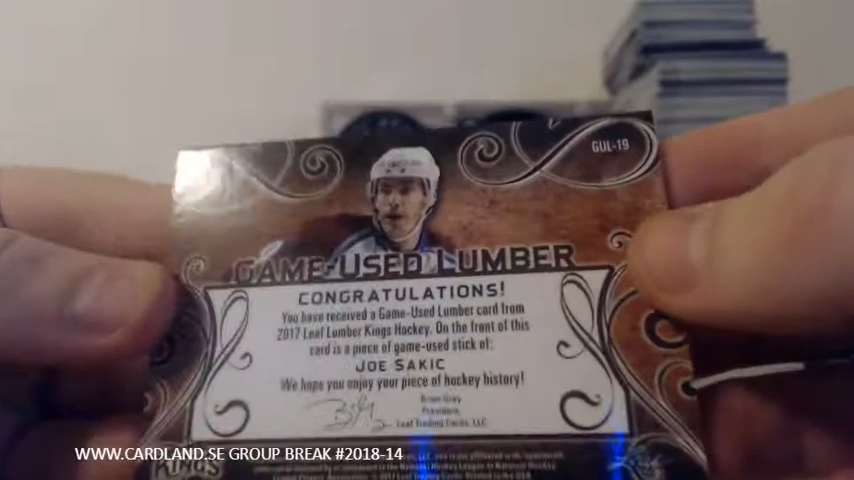 GUL-19
GAME-USED LUMBER
CONGRATULATIONS!
You have received a Game-Used Lumber card from
2017 Leaf Lumber Kings Hockey. On the front of this
card is a piece of game-used stick of:
JOE SAKIC
We hope you enjoy your piece of hockey history!
Brian Gray
President,
Leaf Trading Cards, LLC
WWW.CARDLAND.SE GROUP BREAK #2018-14
KINGS